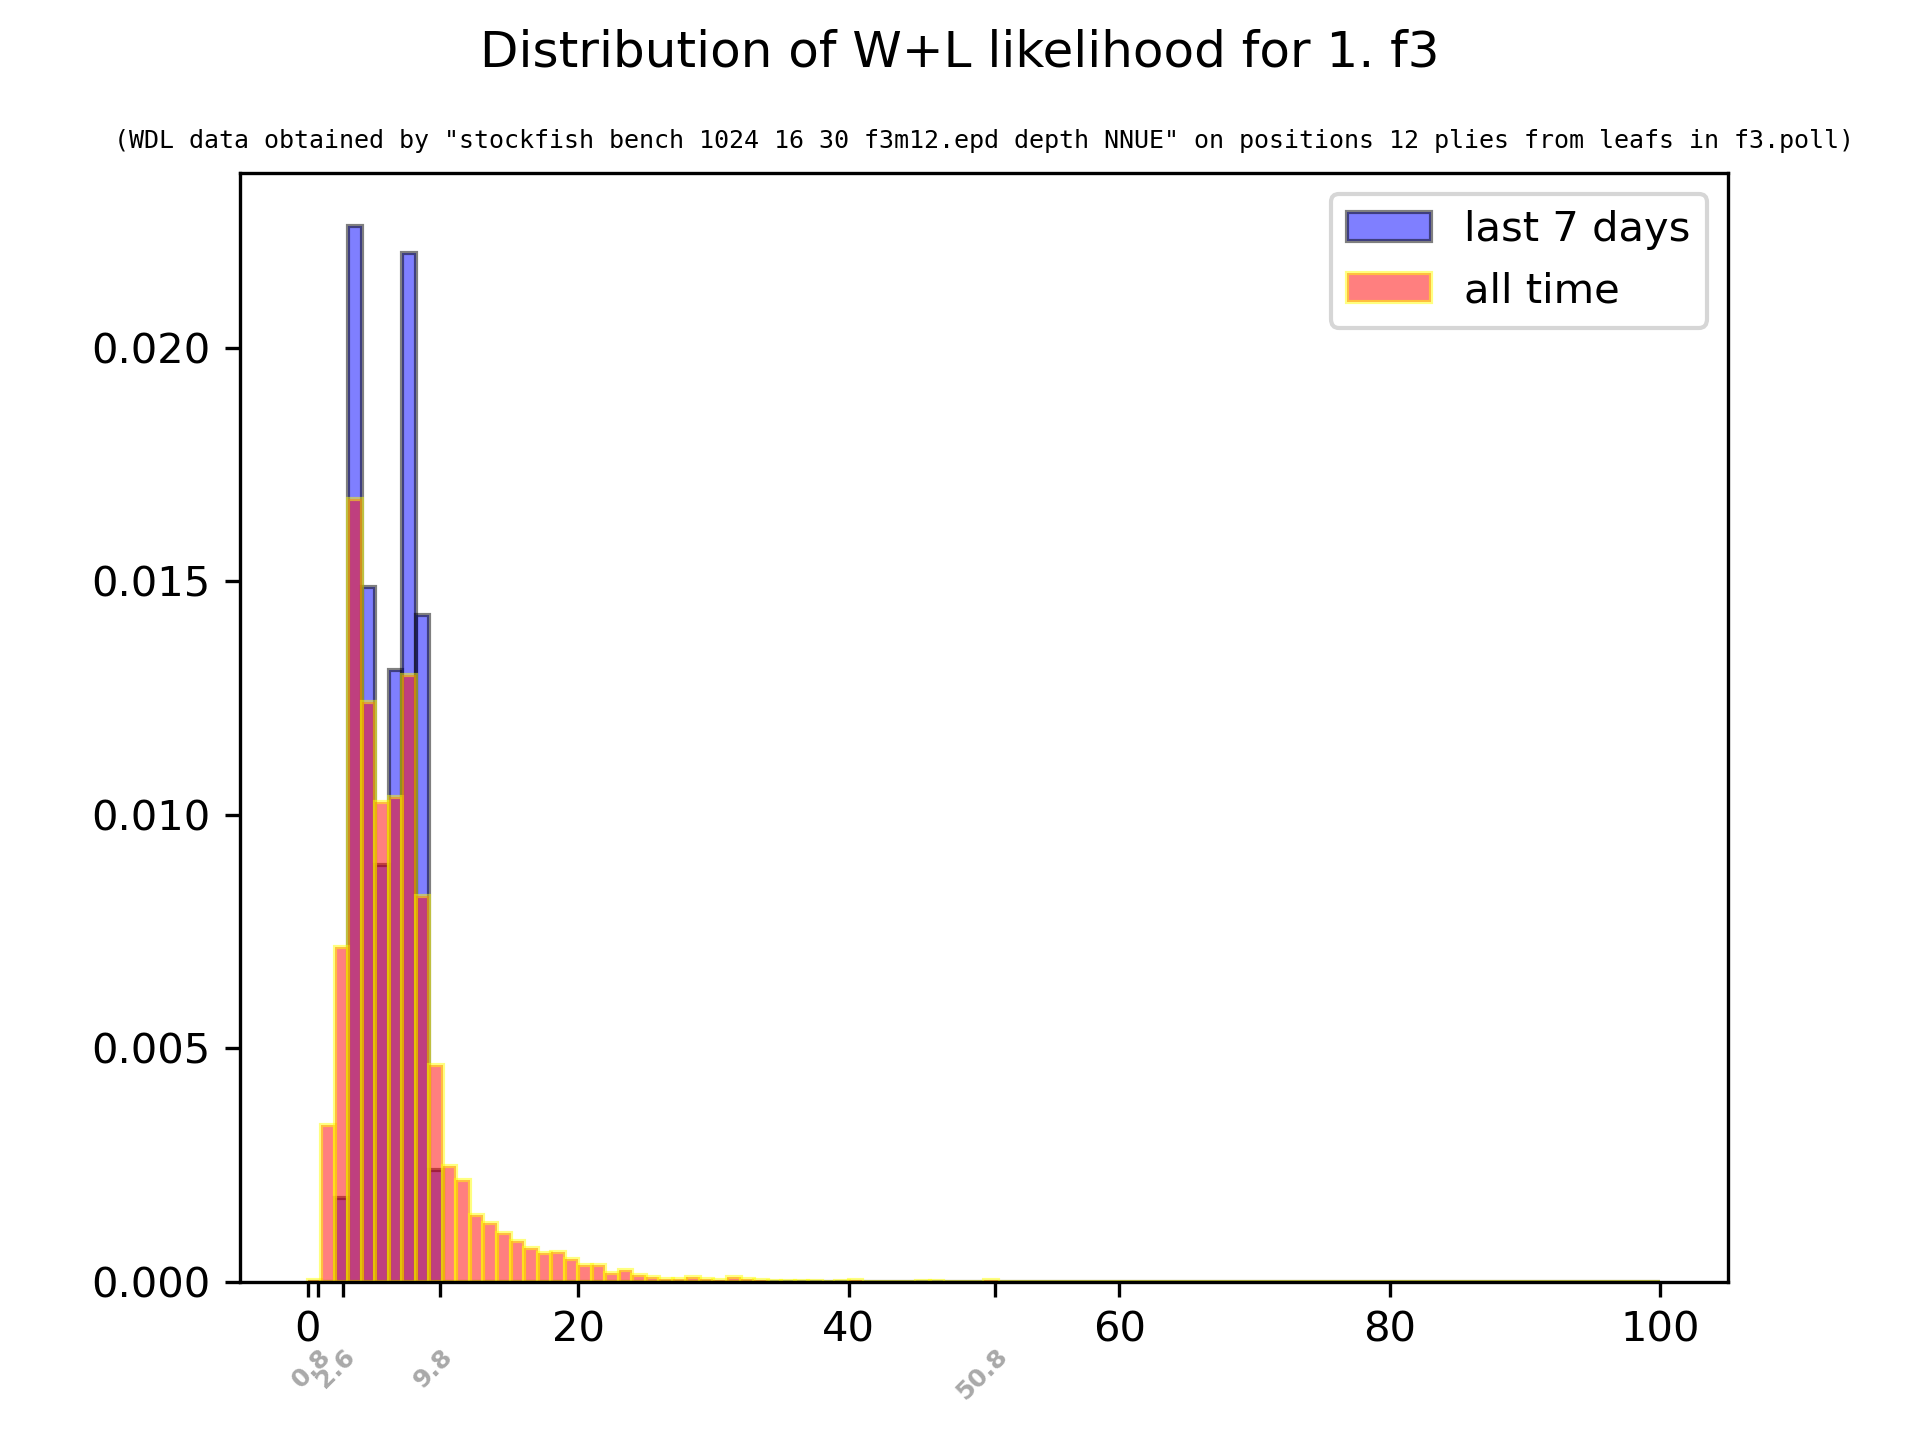 Distribution of W+L likelihood for 1. f3
(WDL data obtained by "stockfish bench 1024 16 30 f3m12.epd depth NNUE" on positions 12 plies from leafs in f3.poll)
last 7 days
all time
0.020
0.015
0.010
0.005
0.000
0 20 40 60 80 100
0.8 2.6 9.8 50.8